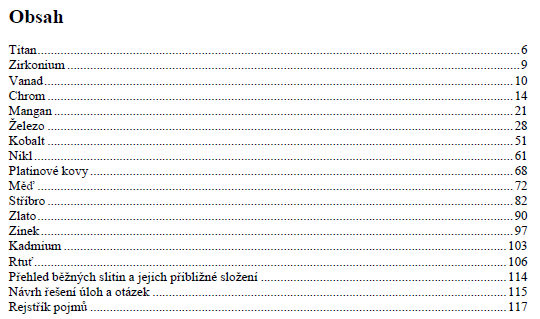 Obsah
Titan 6
Zirkonium 9
Vanad 10
Chrom 14
Mangan 21
Železo 28
Kobalt 51
Nikl 61
Platinové kovy 68
Měď 72
Stříbro 82
Zlato 90
Zinek 97
Kadmium 103
Rtuť 106
Přehled běžných slitin a jejich přibližné složení 114
Návrh řešení úloh a otázek 115
Rejstřík pojmů 117